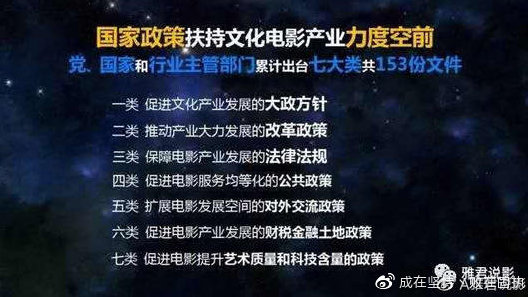 国家政策扶持文化电影产业力度空前
党、国家和行业主管部门累计出台七大类共153份文件
一类 促进文化产业发展的大政方针
二类 推动产业大力发展的改革政策
三类 保障电影产业发展的法律法规
四类 促进电影服务均等化的公共政策
五类 扩展电影发展空间的对外交流政策
六类 促进电影产业发展的财税金融土地政策
七类 促进电影提升艺术质量和科技含量的政策
雅君说影
成在坚
A雅君说影